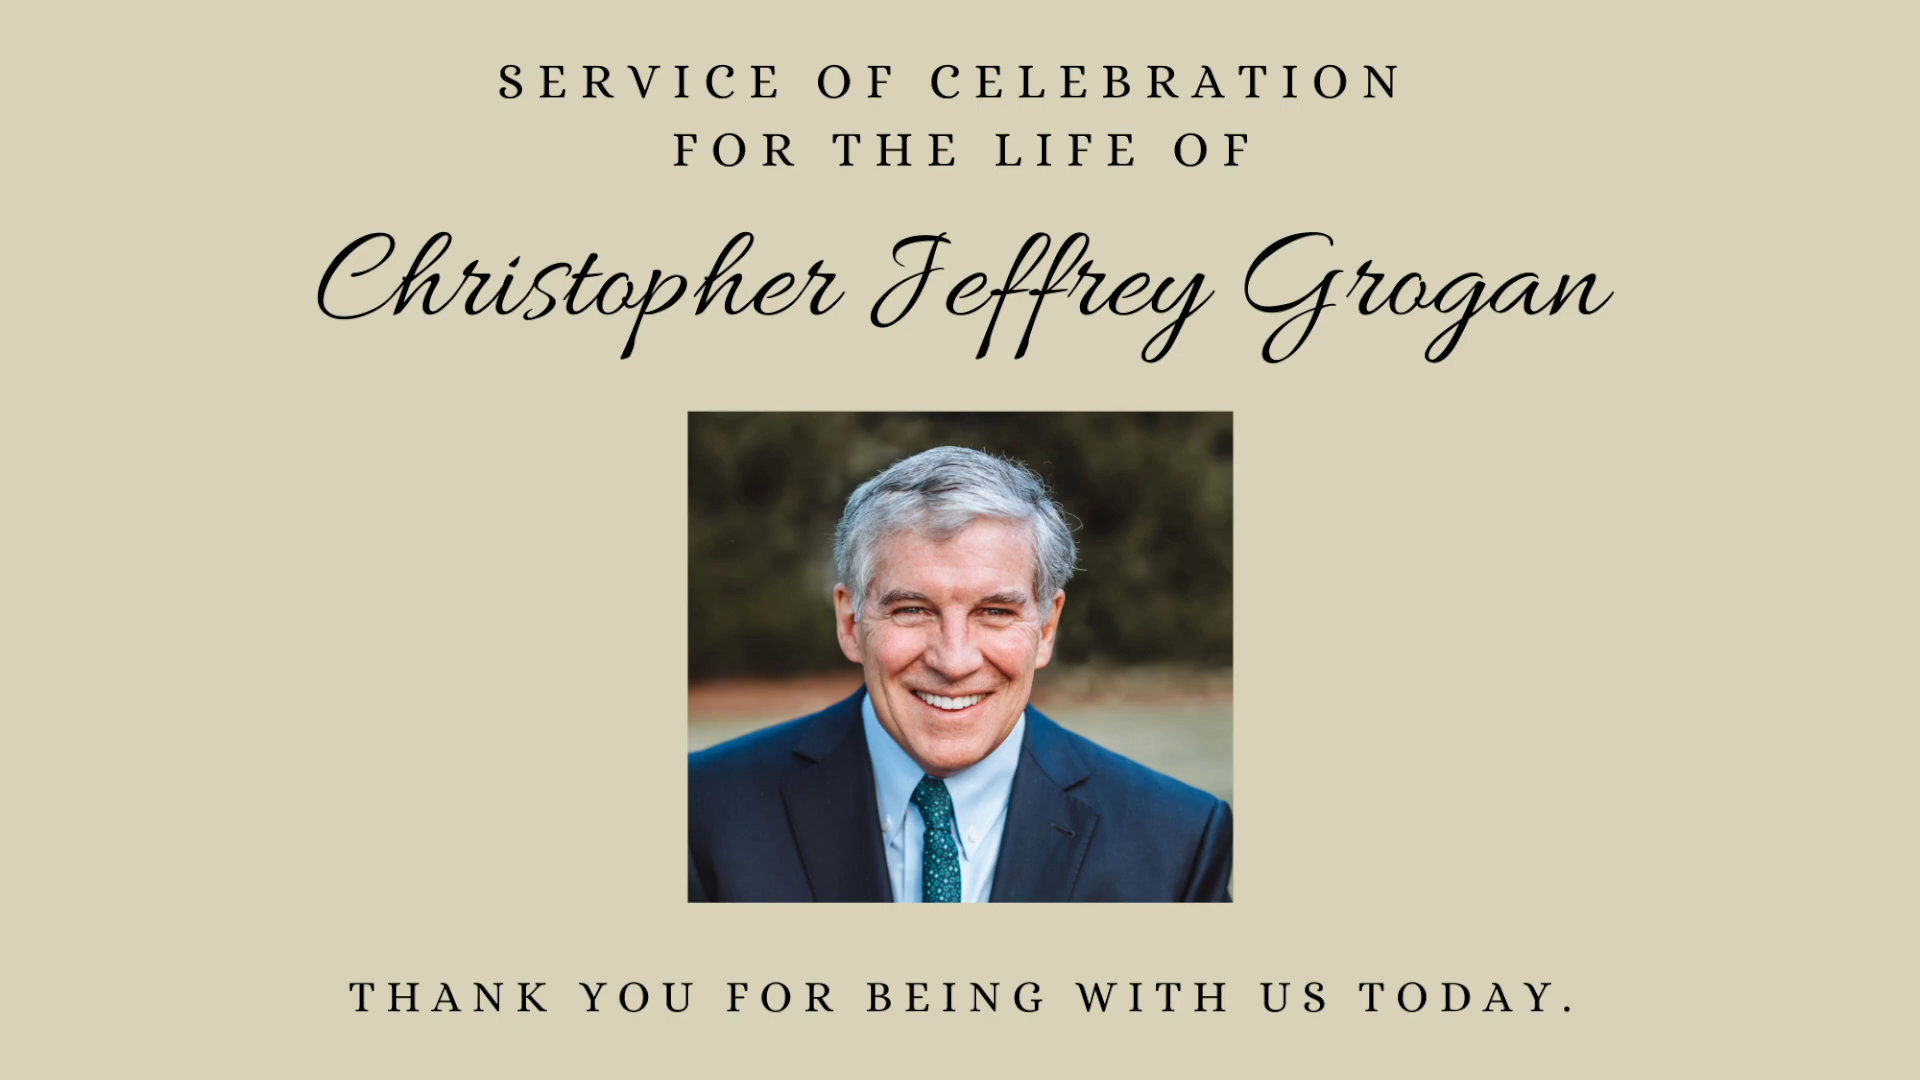 SERVICE OF CELEBRATION
FOR THE LIFE OF
Christopher Jeffrey Grogan
THANK YOU FOR BEING WITH US TODAY.